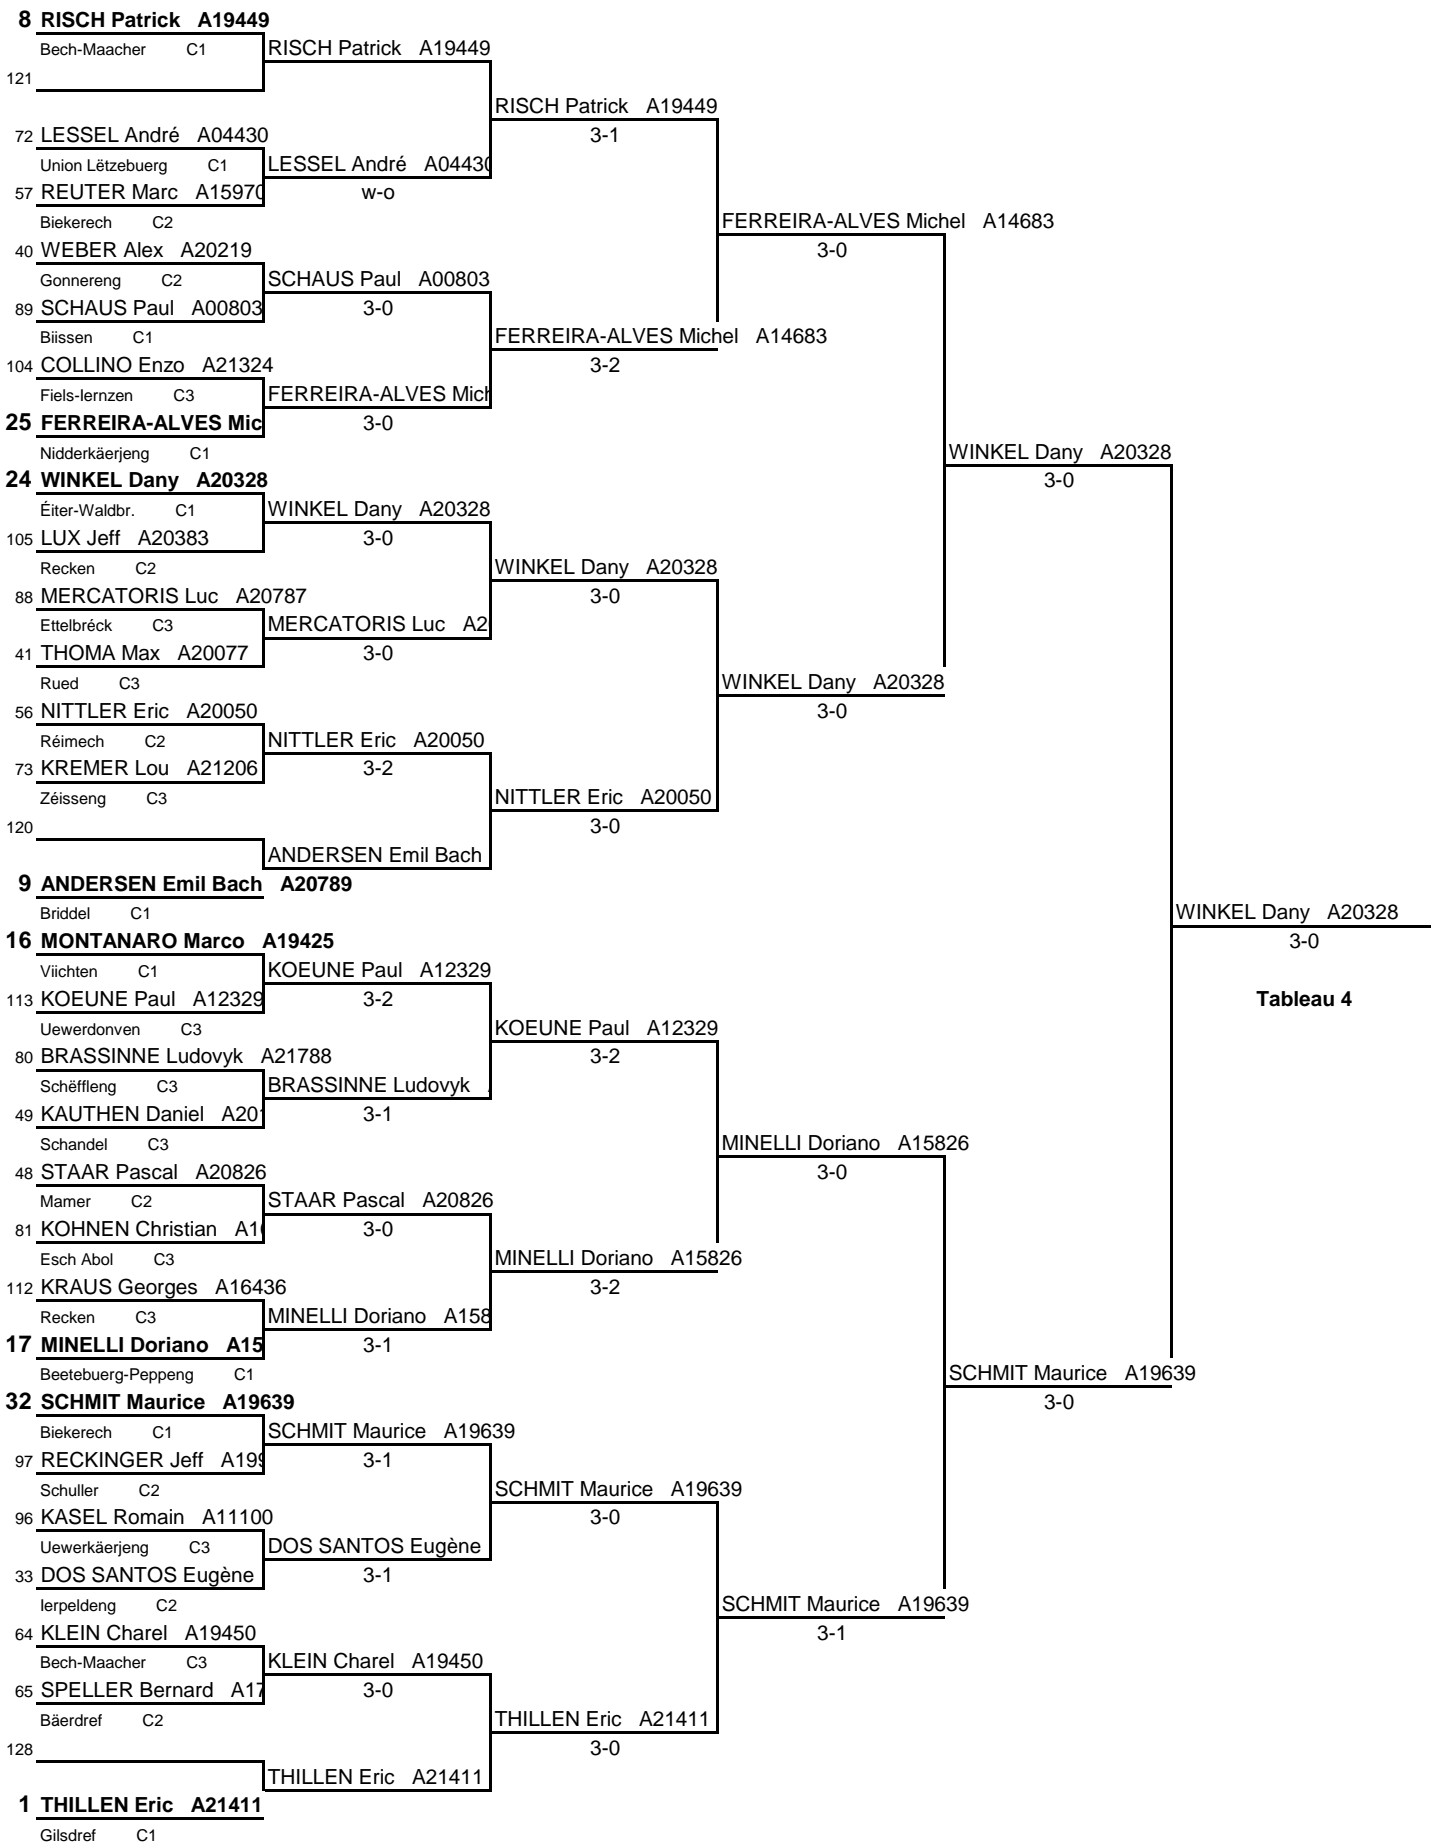 8 RISCH Patrick A19449
Bech-Maacher C1 RISCH Patrick A19449
121
RISCH Patrick A19449
72 LESSEL André A04430 3-1
Union Lëtzebuerg C1 LESSEL André A04430
57 REUTER Marc A15970 w-o
Biekerech C2 FERREIRA-ALVES Michel A14683
40 WEBER Alex A20219 3-0
Gonnereng C2 SCHAUS Paul A00803
89 SCHAUS Paul A00803 3-0
Biissen C1 FERREIRA-ALVES Michel A14683
104 COLLINO Enzo A21324 3-2
Fiels-Iernzen C3 FERREIRA-ALVES Mich
25 FERREIRA-ALVES Mic 3-0
Nidderkäerjeng C1 WINKEL Dany A20328
24 WINKEL Dany A20328 3-0
Éiter-Waldbr. C1 WINKEL Dany A20328
105 LUX Jeff A20383 3-0
Recken C2 WINKEL Dany A20328
88 MERCATORIS Luc A20787 3-0
Ettelbréck C3 MERCATORIS Luc A2
41 THOMA Max A20077 3-0
Rued C3 WINKEL Dany A20328
56 NITTLER Eric A20050 3-0
Réimech C2 NITTLER Eric A20050
73 KREMER Lou A21206 3-2
Zéisseng C3 NITTLER Eric A20050
120 3-0
ANDERSEN Emil Bach
9 ANDERSEN Emil Bach A20789
Briddel C1 WINKEL Dany A20328
16 MONTANARO Marco A19425 3-0
Viichten C1 KOEUNE Paul A12329
113 KOEUNE Paul A12329 3-2 Tableau 4
Uewerdonven C3 KOEUNE Paul A12329
80 BRASSINNE Ludovyk A21788 3-2
Schëffleng C3 BRASSINNE Ludovyk
49 KAUTHEN Daniel A201 3-1
Schandel C3 MINELLI Doriano A15826
48 STAAR Pascal A20826 3-0
Mamer C2 STAAR Pascal A20826
81 KOHNEN Christian A1 3-0
Esch Abol C3 MINELLI Doriano A15826
112 KRAUS Georges A16436 3-2
Recken C3 MINELLI Doriano A158
17 MINELLI Doriano A15 3-1
Beetebuerg-Peppeng C1 SCHMIT Maurice A19639
32 SCHMIT Maurice A19639 3-0
Biekerech C1 SCHMIT Maurice A19639
97 RECKINGER Jeff A199 3-1
Schuller C2 SCHMIT Maurice A19639
96 KASEL Romain A11100 3-0
Uewerkäerjeng C3 DOS SANTOS Eugène
33 DOS SANTOS Eugène 3-1
Ierpeldeng C2 SCHMIT Maurice A19639
64 KLEIN Charel A19450 3-1
Bech-Maacher C3 KLEIN Charel A19450
65 SPELLER Bernard A17 3-0
Bäerdref C2 THILLEN Eric A21411
128 3-0
THILLEN Eric A21411
1 THILLEN Eric A21411
Gilsdref C1